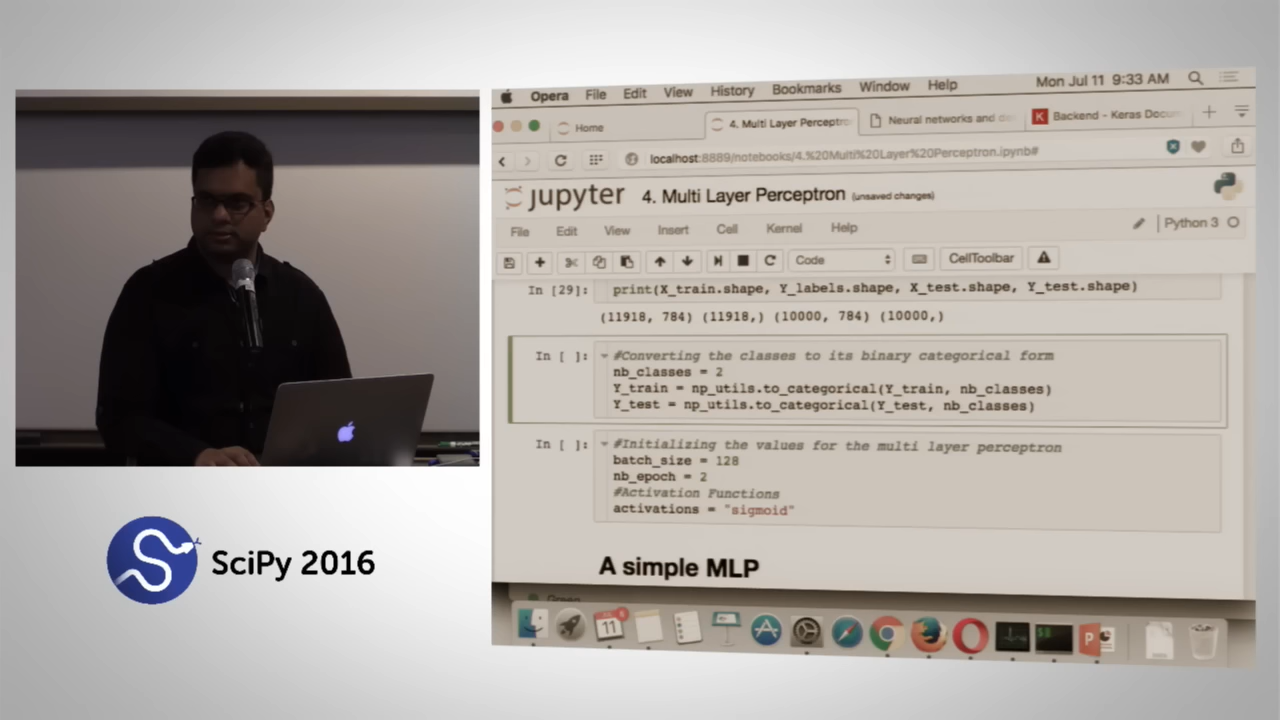 Opera File Edit View History Bookmarks Window Help Mon Jul 11 9:33 AM
Home 4. Multi Layer Perceptro Neural networks and de Backend - Keras Docum
localhost:8889/notebooks/4.%20Multi%20Layer%20Perceptron.ipynb#
jupyter 4. Multi Layer Perceptron (unsaved changes)
File Edit View Insert Cell Kernel Help Python 3
Code CellToolbar
In [29]: print(X_train.shape, Y_labels.shape, X_test.shape, Y_test.shape)
(11918, 784) (11918,) (10000, 784) (10000,)
In [ ]: #Converting the classes to its binary categorical form
nb_classes = 2
Y_train = np_utils.to_categorical(Y_train, nb_classes)
Y_test = np_utils.to_categorical(Y_test, nb_classes)
In [ ]: #Initializing the values for the multi layer perceptron
batch_size = 128
nb_epoch = 2
#Activation Functions
activations = "sigmoid"
A simple MLP
Green
11
SciPy 2016